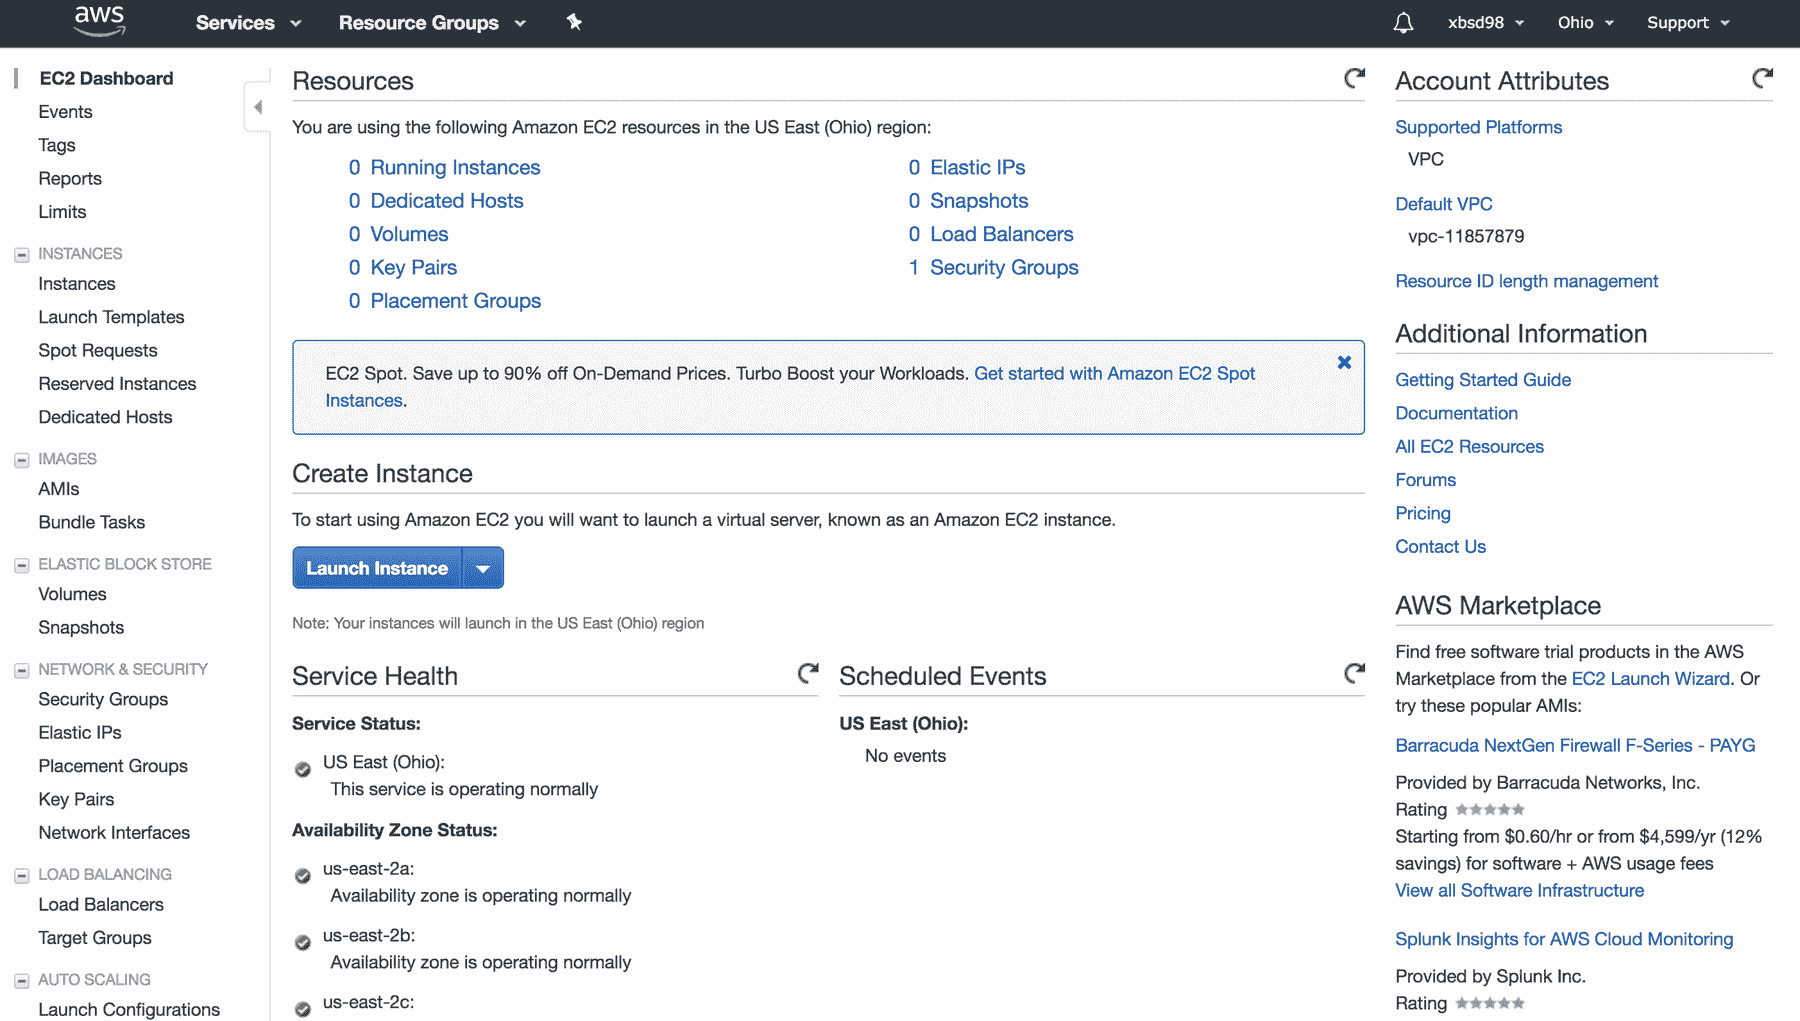 aws
Services
Resource Groups
xbsd98
Ohio
Support
EC2 Dashboard
Events
Tags
Reports
Limits
INSTANCES
Instances
Launch Templates
Spot Requests
Reserved Instances
Dedicated Hosts
IMAGES
AMIs
Bundle Tasks
ELASTIC BLOCK STORE
Volumes
Snapshots
NETWORK & SECURITY
Security Groups
Elastic IPs
Placement Groups
Key Pairs
Network Interfaces
LOAD BALANCING
Load Balancers
Target Groups
AUTO SCALING
Launch Configurations
Resources
You are using the following Amazon EC2 resources in the US East (Ohio) region:
0 Running Instances
0 Dedicated Hosts
0 Volumes
0 Key Pairs
0 Placement Groups
0 Elastic IPs
0 Snapshots
0 Load Balancers
1 Security Groups
EC2 Spot. Save up to 90% off On-Demand Prices. Turbo Boost your Workloads. Get started with Amazon EC2 Spot
Instances.
Create Instance
To start using Amazon EC2 you will want to launch a virtual server, known as an Amazon EC2 instance.
Launch Instance
Note: Your instances will launch in the US East (Ohio) region
Service Health
Service Status:
US East (Ohio):
This service is operating normally
Availability Zone Status:
us-east-2a:
Availability zone is operating normally
us-east-2b:
Availability zone is operating normally
us-east-2c:
Scheduled Events
US East (Ohio):
No events
Account Attributes
Supported Platforms
VPC
Default VPC
vpc-11857879
Resource ID length management
Additional Information
Getting Started Guide
Documentation
All EC2 Resources
Forums
Pricing
Contact Us
AWS Marketplace
Find free software trial products in the AWS
Marketplace from the EC2 Launch Wizard. Or
try these popular AMIs:
Barracuda NextGen Firewall F-Series - PAYG
Provided by Barracuda Networks, Inc.
Rating
Starting from $0.60/hr or from $4,599/yr (12%
savings) for software + AWS usage fees
View all Software Infrastructure
Splunk Insights for AWS Cloud Monitoring
Provided by Splunk Inc.
Rating